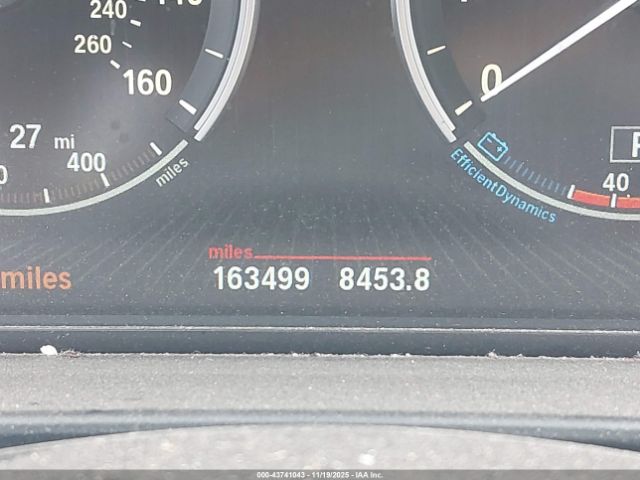 240
260
160
27 mi
400
miles
0
EfficientDynamics
40
miles
miles
163499 8453.8
000-43741043 - 11/19/2025 - IAA Inc.